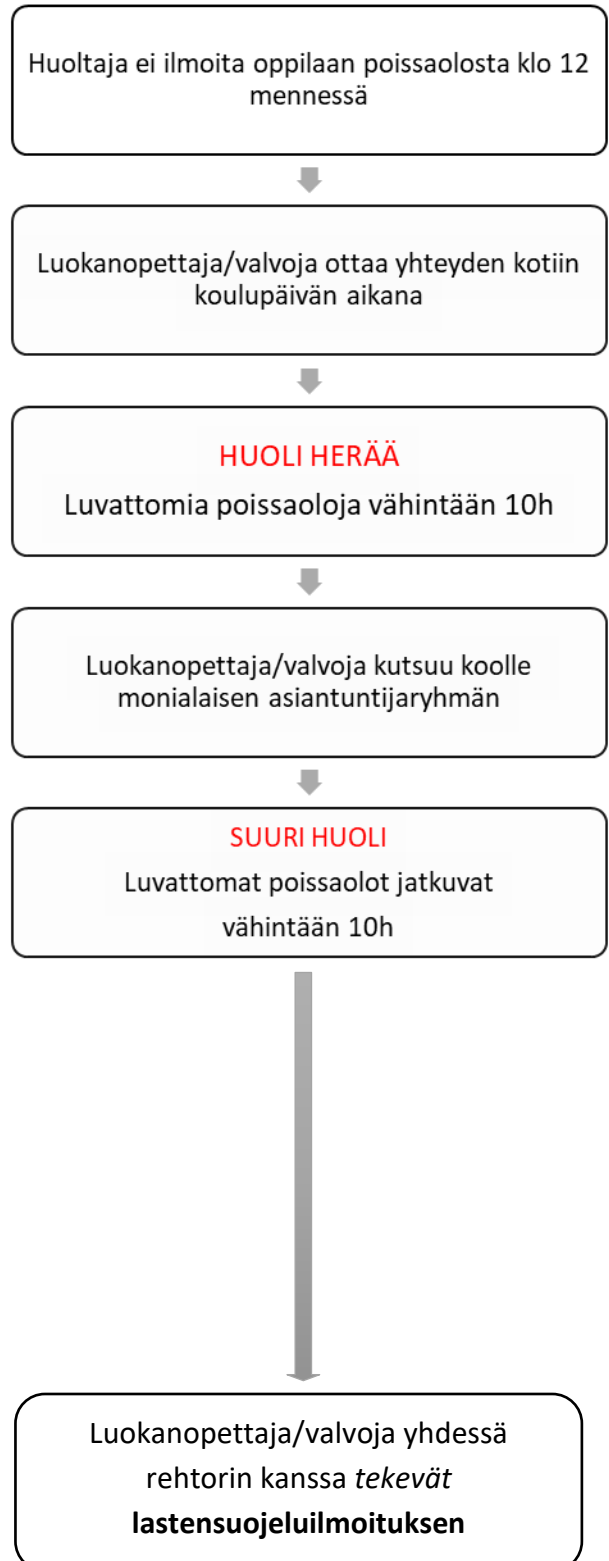 Huoltaja ei ilmoita oppilaan poissaolosta klo 12
mennessä
Luokanopettaja/valvoja ottaa yhteyden kotiin
koulupäivän aikana
HUOLI HERÄÄ
Luvattomia poissaoloja vähintään 10h
Luokanopettaja/valvoja kutsuu koolle
monialaisen asiantuntijaryhmän
SUURI HUOLI
Luvattomat poissaolot jatkuvat
vähintään 10h
Luokanopettaja/valvoja yhdessä
rehtorin kanssa tekevät
lastensuojeluilmoituksen